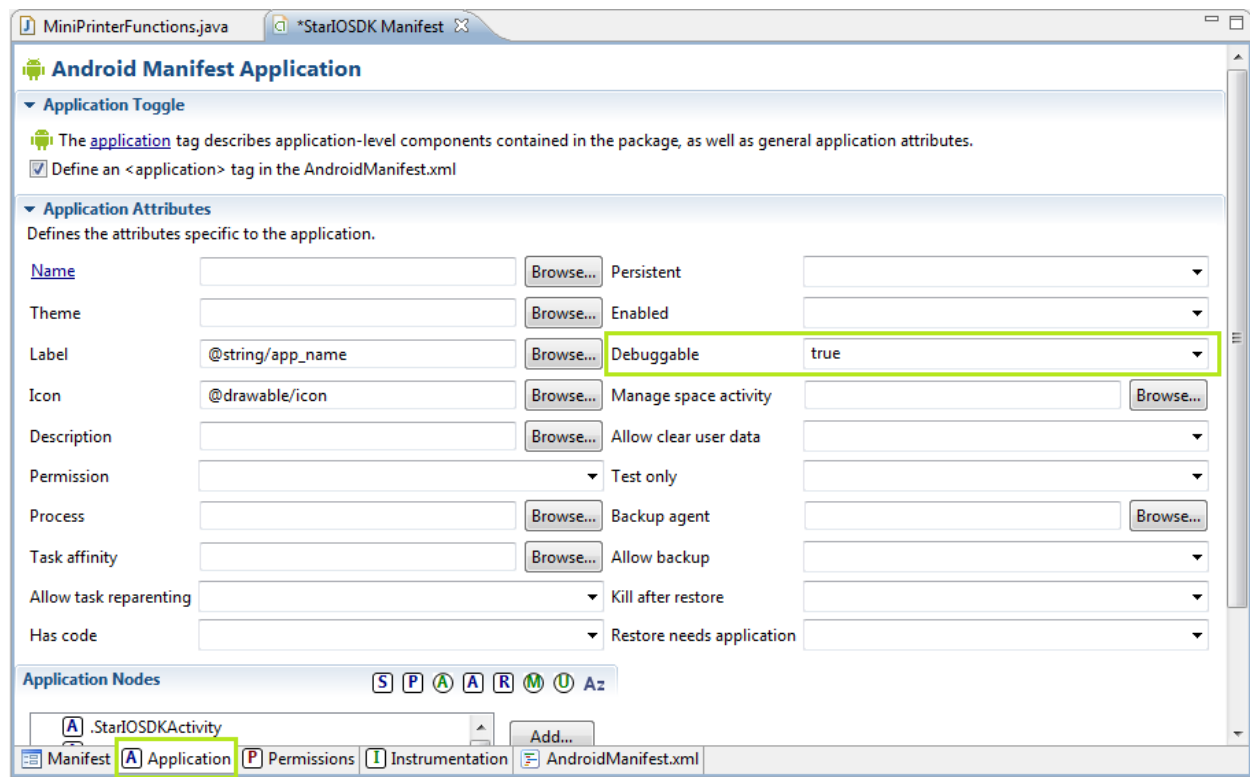 MiniPrinterFunctions.java *StarIOSDK Manifest
Android Manifest Application
Application Toggle
The application tag describes application-level components contained in the package, as well as general application attributes.
Define an <application> tag in the AndroidManifest.xml
Application Attributes
Defines the attributes specific to the application.
Name Browse... Persistent
Theme Browse... Enabled
Label @string/app_name Browse... Debuggable true
Icon @drawable/icon Browse... Manage space activity Browse...
Description Browse... Allow clear user data
Permission Test only
Process Browse... Backup agent Browse...
Task affinity Browse... Allow backup
Allow task reparenting Kill after restore
Has code Restore needs application
Application Nodes S P A A R M U Az
A .StarIOSDKActivity Add...
Manifest A Application P Permissions I Instrumentation F AndroidManifest.xml